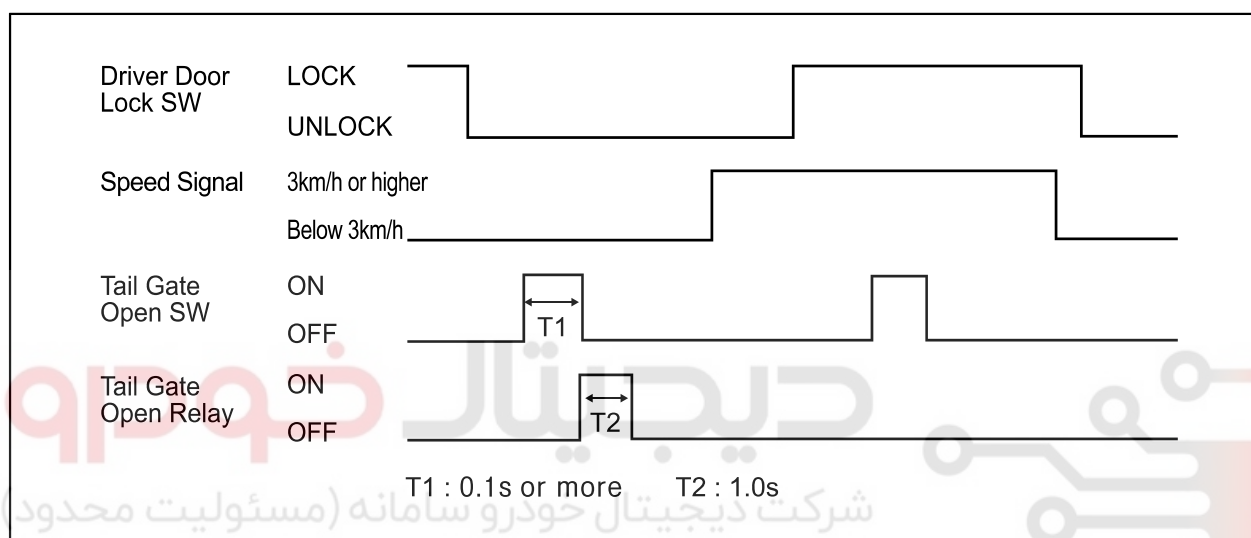 Driver Door LOCK
Lock SW
UNLOCK
Speed Signal 3km/h or higher
Below 3km/h
Tail Gate ON
Open SW
OFF
T1
Tail Gate ON
Open Relay
OFF
T2
دیجیتال خودرو
T1 : 0.1s or more T2 : 1.0s
شرکت دیجیتال خودرو سامانه (مسئولیت محدود)